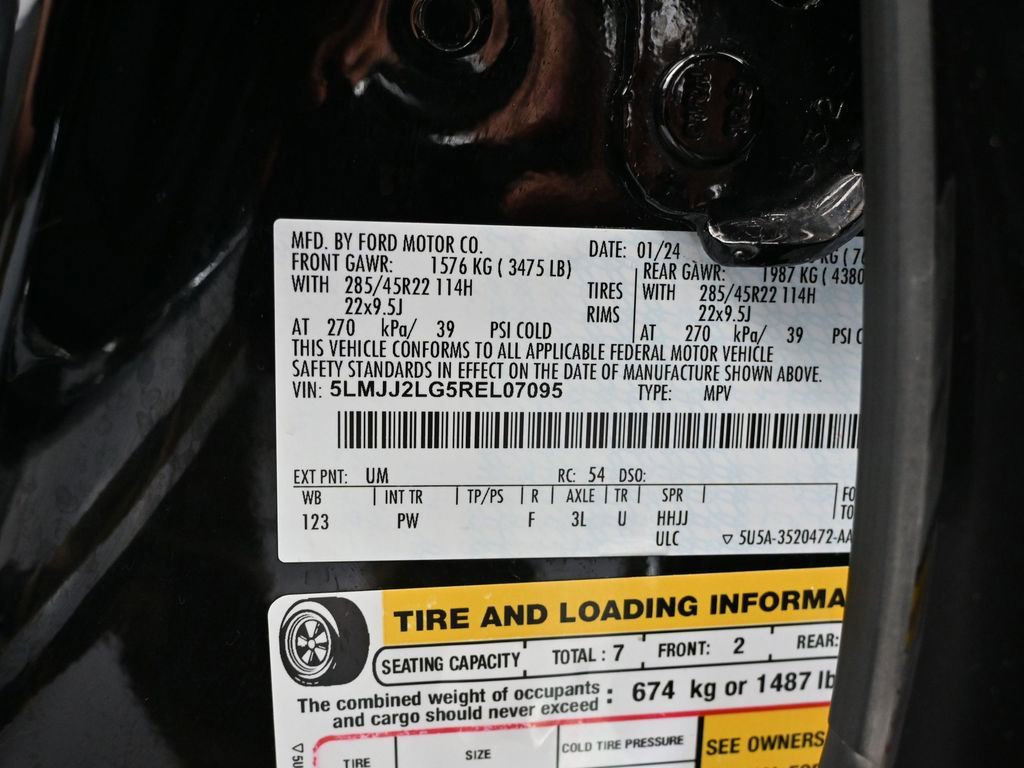 MFD. BY FORD MOTOR CO. DATE: 01/24
FRONT GAWR: 1576 KG ( 3475 LB) REAR GAWR: 1987 KG ( 4380
WITH 285/45R22 114H TIRES WITH 285/45R22 114H
22x9.5J RIMS 22x9.5J
AT 270 kPa/ 39 PSI COLD AT 270 kPa/ 39 PSI
THIS VEHICLE CONFORMS TO ALL APPLICABLE FEDERAL MOTOR VEHICLE
SAFETY STANDARDS IN EFFECT ON THE DATE OF MANUFACTURE SHOWN ABOVE.
VIN: 5LMJJ2LG5REL07095 TYPE: MPV
EXT PNT: UM RC: 54 DSO:
WB INT TR TP/PS R AXLE TR SPR
123 PW F 3L U HHJJ
ULC ▽ 5U5A-3520472-AA
TIRE AND LOADING INFORMA
SEATING CAPACITY TOTAL : 7 FRONT: 2 REAR:
The combined weight of occupants
and cargo should never exceed : 674 kg or 1487 lb
TIRE SIZE COLD TIRE PRESSURE SEE OWNERS